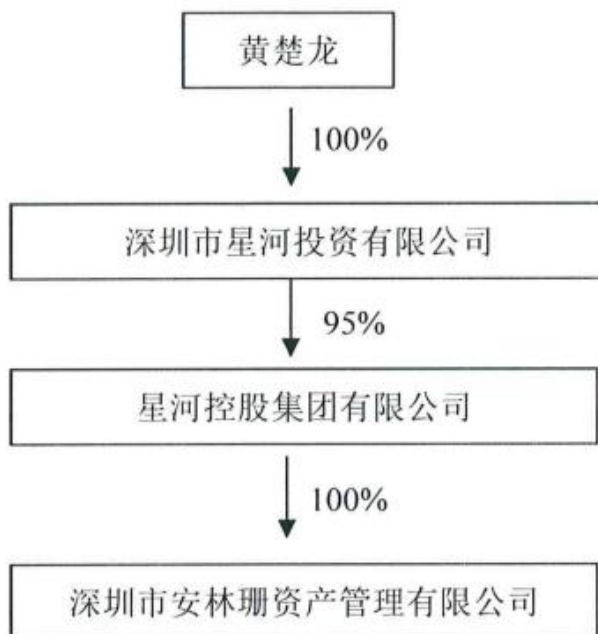 黄楚龙
100%
深圳市星河投资有限公司
95%
星河控股集团有限公司
100%
深圳市安林珊资产管理有限公司